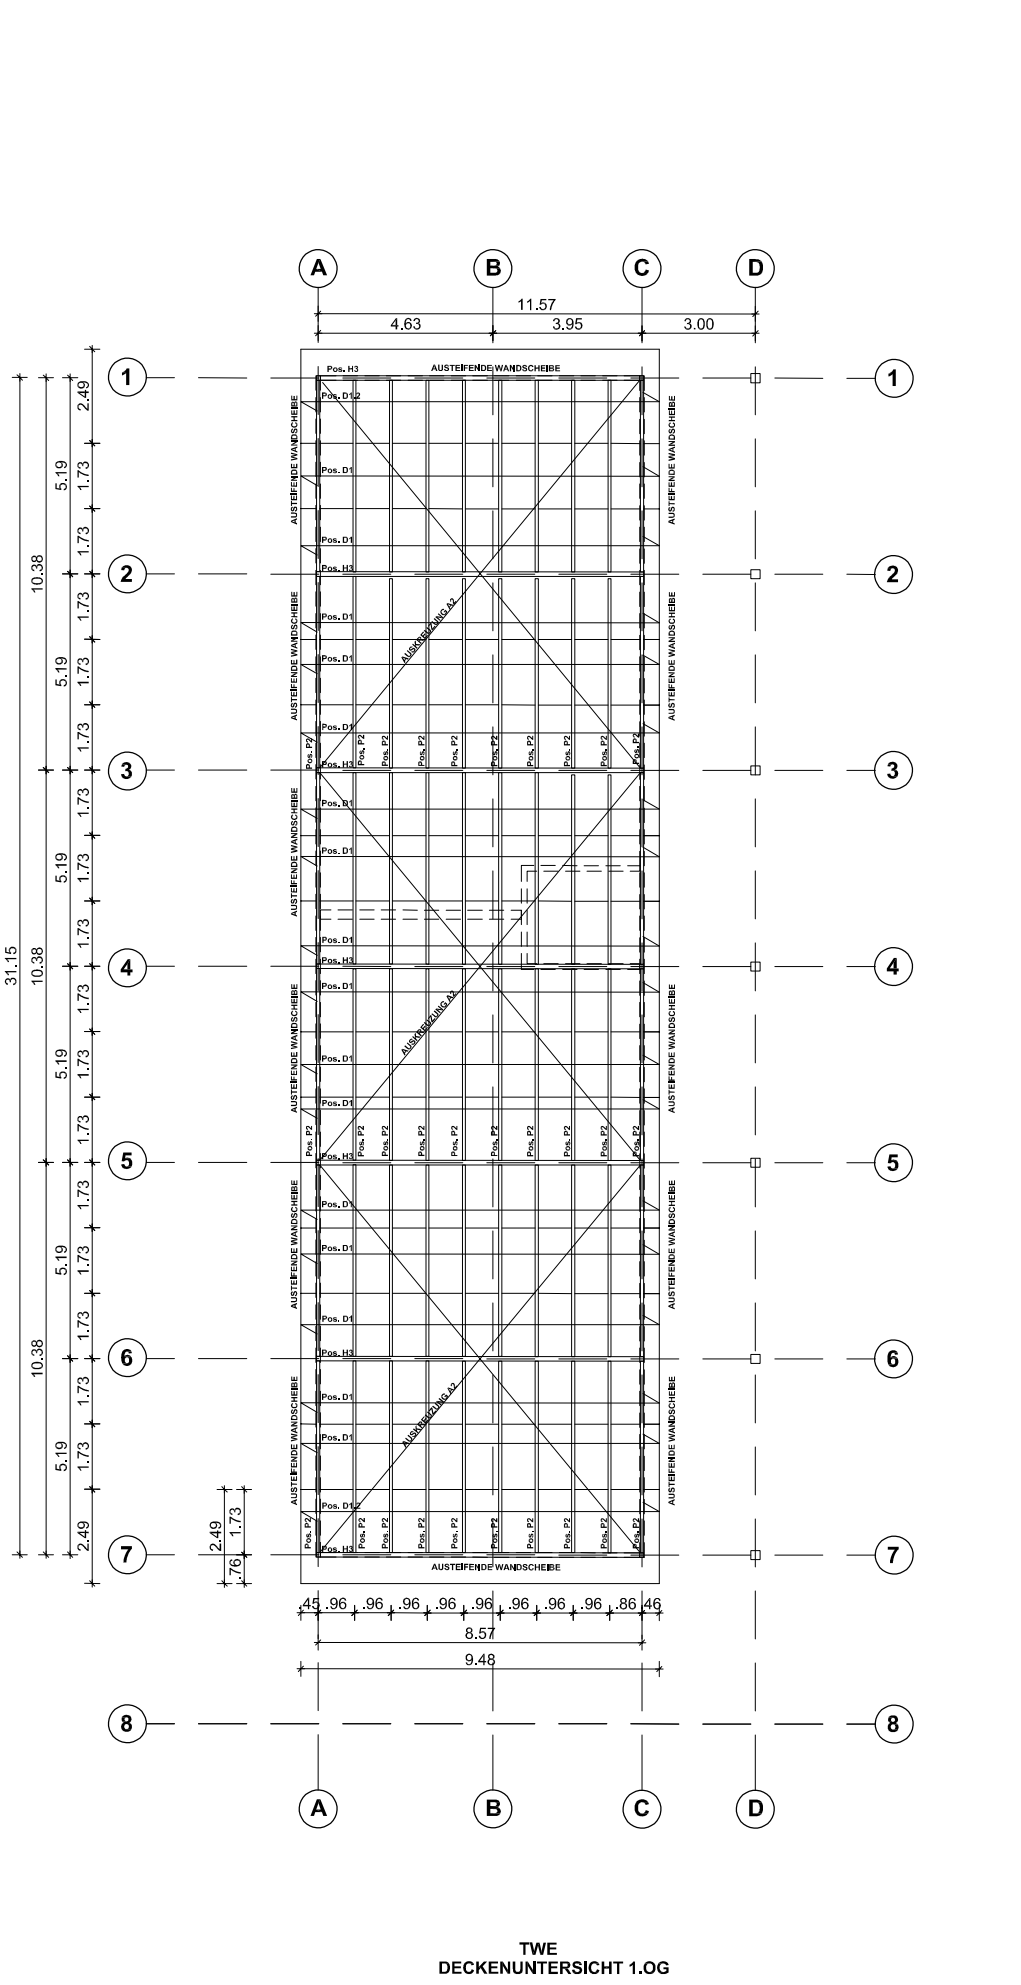 A B C D
11.57
4.63 3.95 3.00
Pos. H3 AUSTEIFENDE WANDSCHEIBE
1 1
2.49
Pos. D1.2
AUSTEIFENDE WANDSCHEIBE AUSTEIFENDE WANDSCHEIBE
5.19 1.73
Pos. D1
1.73
Pos. D1
10.38
2 Pos. H3 2
1.73
Pos. D1
AUSKREUZUNG A2
AUSTEIFENDE WANDSCHEIBE AUSTEIFENDE WANDSCHEIBE
5.19 1.73
Pos. D1
1.73
Pos. D1
Pos. P2 Pos. P2 Pos. P2 Pos. P2 Pos. P2 Pos. P2 Pos. P2 Pos. P2 Pos. P2 Pos. P2
3 Pos. H3 3
1.73
Pos. D1
AUSTEIFENDE WANDSCHEIBE AUSTEIFENDE WANDSCHEIBE
5.19 1.73
Pos. D1
1.73
Pos. D1
31.15 10.38
4 Pos. H3 4
1.73
Pos. D1
AUSKREUZUNG A2
AUSTEIFENDE WANDSCHEIBE AUSTEIFENDE WANDSCHEIBE
5.19 1.73
Pos. D1
1.73
Pos. D1
Pos. P2 Pos. P2 Pos. P2 Pos. P2 Pos. P2 Pos. P2 Pos. P2 Pos. P2 Pos. P2 Pos. P2
5 Pos. H3 5
1.73
Pos. D1
AUSTEIFENDE WANDSCHEIBE AUSTEIFENDE WANDSCHEIBE
5.19 1.73
Pos. D1
1.73
Pos. D1
10.38
6 Pos. H3 6
1.73
Pos. D1
AUSKREUZUNG A2
AUSTEIFENDE WANDSCHEIBE AUSTEIFENDE WANDSCHEIBE
5.19 1.73
Pos. D1
2.49
Pos. D1.2
2.49 1.73
Pos. P2 Pos. P2 Pos. P2 Pos. P2 Pos. P2 Pos. P2 Pos. P2 Pos. P2 Pos. P2 Pos. P2
7 Pos. H3 7
.76
AUSTEIFENDE WANDSCHEIBE
.45 .96 .96 .96 .96 .96 .96 .96 .96 .86 .46
8.57
9.48
8 8
A B C D
TWE
DECKENUNTERSICHT 1.OG